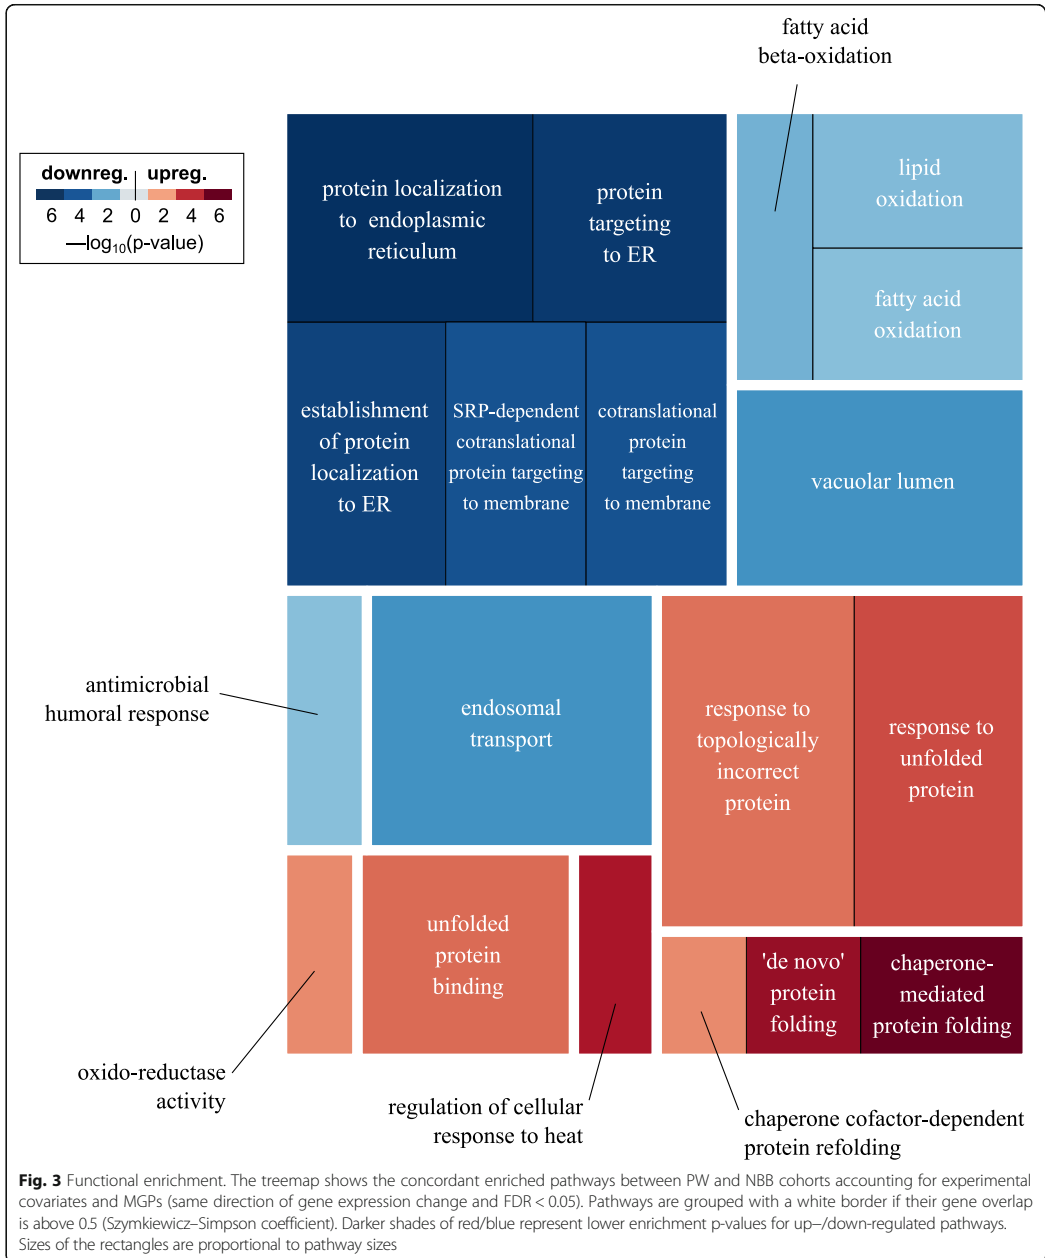 fatty acid
beta-oxidation
downreg. upreg.
6 4 2 0 2 4 6
—log10(p-value)
protein localization
to endoplasmic
reticulum
protein
targeting
to ER
lipid
oxidation
fatty acid
oxidation
establishment
of protein
localization
to ER
SRP-dependent
cotranslational
protein targeting
to membrane
cotranslational
protein
targeting
to membrane
vacuolar lumen
antimicrobial
humoral response
endosomal
transport
response to
topologically
incorrect
protein
response to
unfolded
protein
unfolded
protein
binding
'de novo'
protein
folding
chaperone-
mediated
protein folding
oxido-reductase
activity
regulation of cellular
response to heat
chaperone cofactor-dependent
protein refolding
Fig. 3 Functional enrichment. The treemap shows the concordant enriched pathways between PW and NBB cohorts accounting for experimental
covariates and MGPs (same direction of gene expression change and FDR < 0.05). Pathways are grouped with a white border if their gene overlap
is above 0.5 (Szymkiewicz–Simpson coefficient). Darker shades of red/blue represent lower enrichment p-values for up–/down-regulated pathways.
Sizes of the rectangles are proportional to pathway sizes